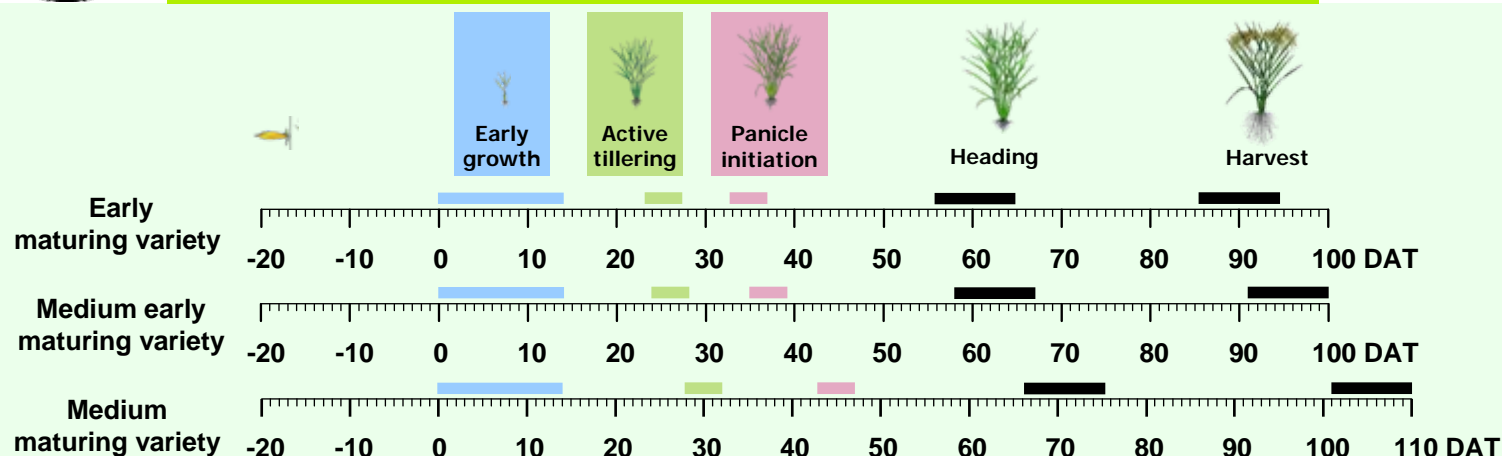 Early
growth
Active
tillering
Panicle
initiation
Heading
Harvest
Early
maturing variety
-20 -10 0 10 20 30 40 50 60 70 80 90 100 DAT
Medium early
maturing variety
-20 -10 0 10 20 30 40 50 60 70 80 90 100 DAT
Medium
maturing variety
-20 -10 0 10 20 30 40 50 60 70 80 90 100 110 DAT